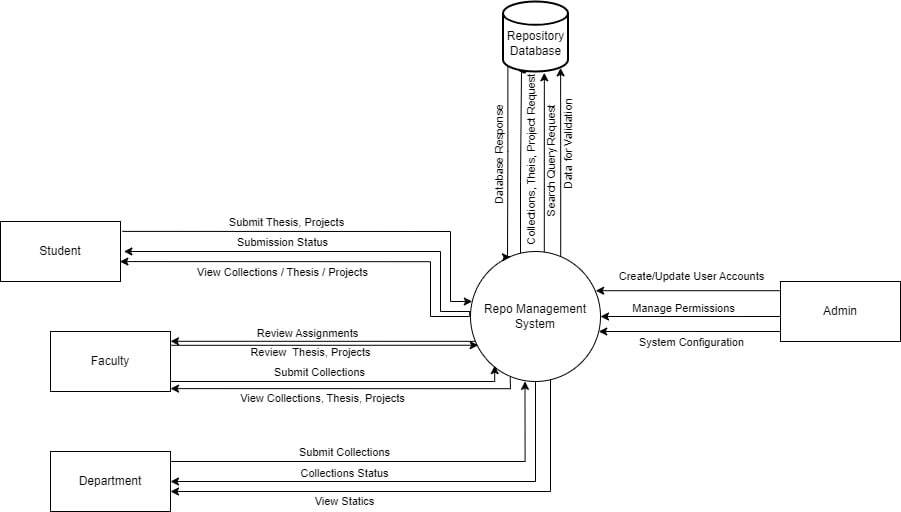 Repository
Database
Database Response
Collections, Theis, Project Request
Search Query Request
Data for Validation
Submit Thesis, Projects
Student
Submission Status
View Collections / Thesis / Projects
Create/Update User Accounts
Repo Management
System
Manage Permissions
Admin
System Configuration
Review Assignments
Review Thesis, Projects
Faculty
Submit Collections
View Collections, Thesis, Projects
Submit Collections
Collections Status
Department
View Statics